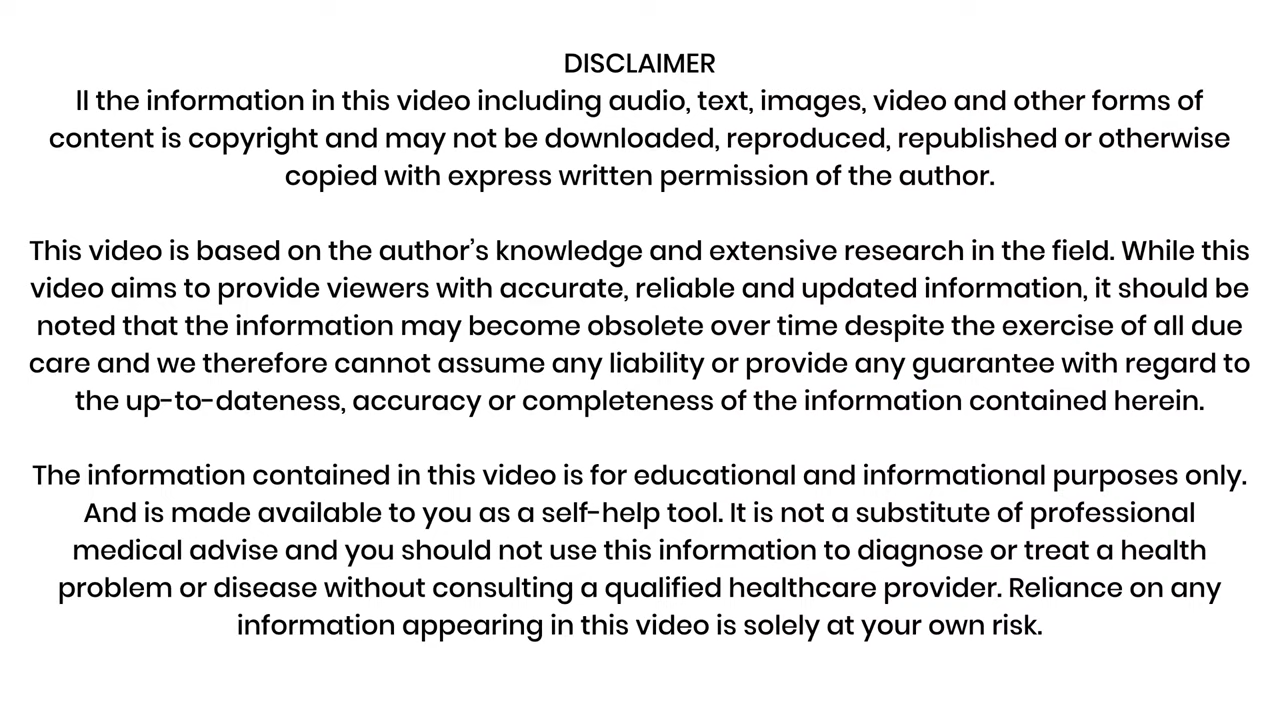 DISCLAIMER
ll the information in this video including audio, text, images, video and other forms of
content is copyright and may not be downloaded, reproduced, republished or otherwise
copied with express written permission of the author.
This video is based on the author's knowledge and extensive research in the field. While this
video aims to provide viewers with accurate, reliable and updated information, it should be
noted that the information may become obsolete over time despite the exercise of all due
care and we therefore cannot assume any liability or provide any guarantee with regard to
the up-to-dateness, accuracy or completeness of the information contained herein.
The information contained in this video is for educational and informational purposes only.
And is made available to you as a self-help tool. It is not a substitute of professional
medical advise and you should not use this information to diagnose or treat a health
problem or disease without consulting a qualified healthcare provider. Reliance on any
information appearing in this video is solely at your own risk.